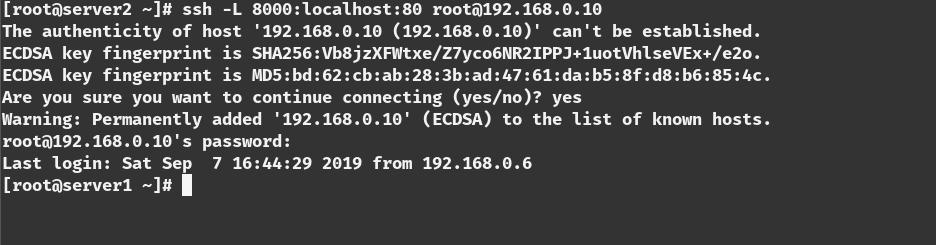 [root@server2 ~]# ssh -L 8000:localhost:80 root@192.168.0.10
The authenticity of host '192.168.0.10 (192.168.0.10)' can't be established.
ECDSA key fingerprint is SHA256:Vb8jzXFWtxe/Z7yco6NR2IPPJ+1uotVhlseVEx+/e2o.
ECDSA key fingerprint is MD5:bd:62:cb:ab:28:3b:ad:47:61:da:b5:8f:d8:b6:85:4c.
Are you sure you want to continue connecting (yes/no)? yes
Warning: Permanently added '192.168.0.10' (ECDSA) to the list of known hosts.
root@192.168.0.10's password:
Last login: Sat Sep  7 16:44:29 2019 from 192.168.0.6
[root@server1 ~]#